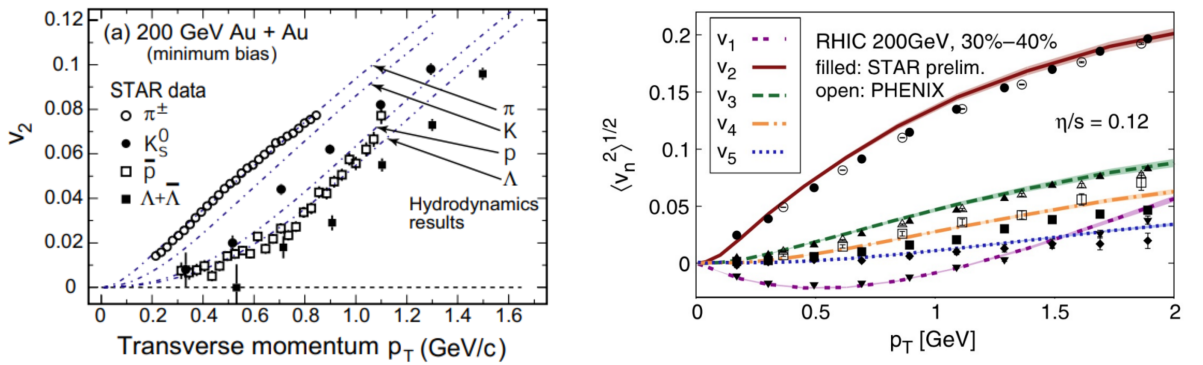 (a) 200 GeV Au + Au
(minimum bias)
STAR data
π±
K⁰S
p̄
Λ+Λ̄
π
K
p
Λ
Hydrodynamics
results
v₂
0.12
0.1
0.08
0.06
0.04
0.02
0
0.0 0.2 0.4 0.6 0.8 1.0 1.2 1.4 1.6
Transverse momentum p_T (GeV/c)
v₁
v₂
v₃
v₄
v₅
RHIC 200GeV, 30%–40%
filled: STAR prelim.
open: PHENIX
η/s = 0.12
⟨vₙ²⟩^1/2
0.2
0.15
0.1
0.05
0
0 0.5 1 1.5 2
p_T [GeV]